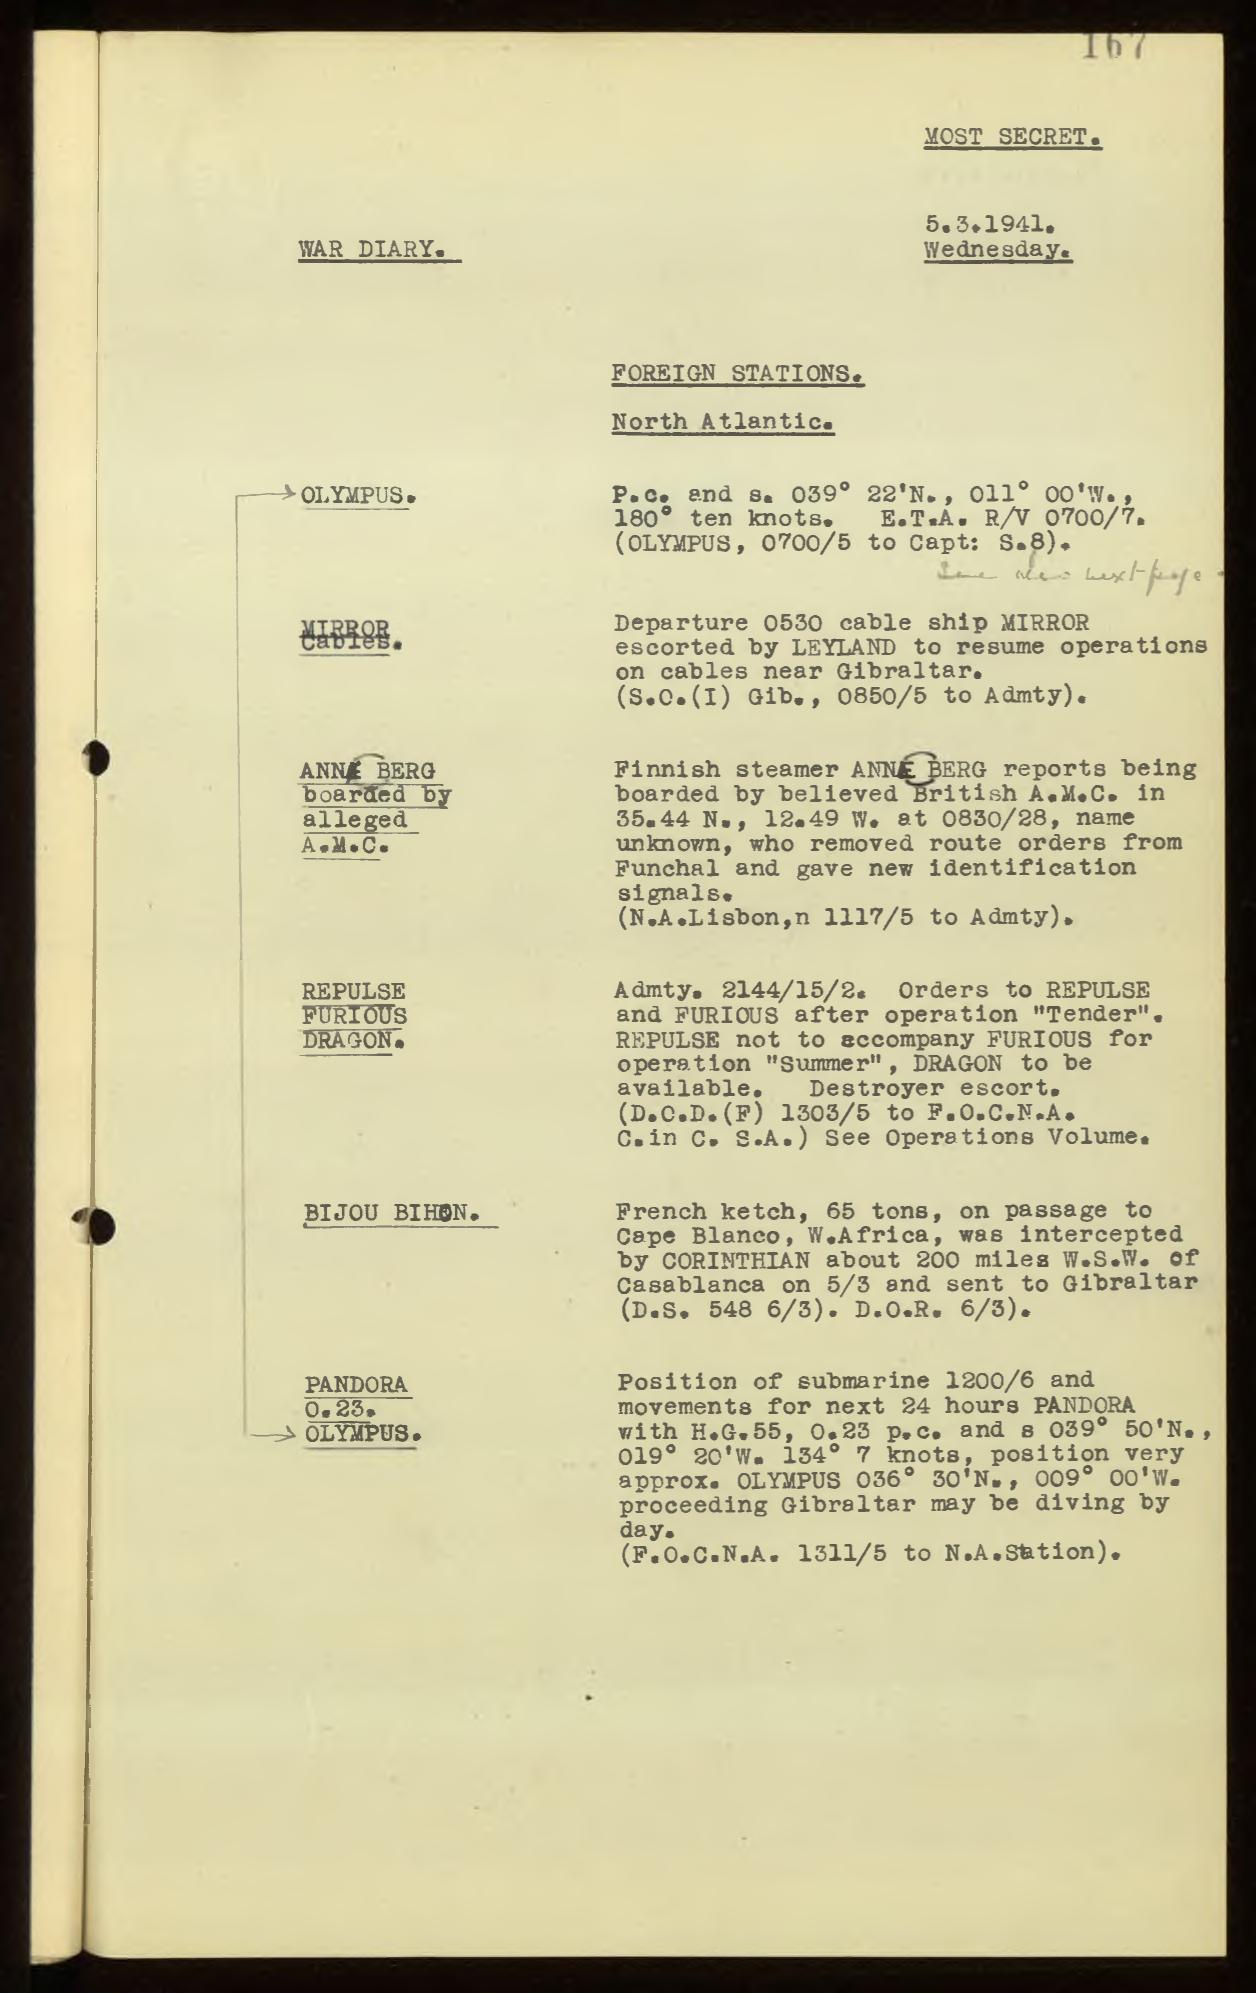 167
MOST SECRET.
5.3.1941.
Wednesday.
WAR DIARY.
FOREIGN STATIONS.
North Atlantic.
OLYMPUS.
P.c. and s. 039° 22'N., 011° 00'W.,
180° ten knots. E.T.A. R/V 0700/7.
(OLYMPUS, 0700/5 to Capt: S.8).
See also next page.
MIRROR
Cables.
Departure 0530 cable ship MIRROR
escorted by LEYLAND to resume operations
on cables near Gibraltar.
(S.O.(I) Gib., 0850/5 to Admty).
ANNA BERG
boarded by
alleged
A.M.C.
Finnish steamer ANNA BERG reports being
boarded by believed British A.M.C. in
35.44 N., 12.49 W. at 0830/28, name
unknown, who removed route orders from
Funchal and gave new identification
signals.
(N.A.Lisbon,n 1117/5 to Admty).
REPULSE
FURIOUS
DRAGON.
Admty. 2144/15/2. Orders to REPULSE
and FURIOUS after operation "Tender".
REPULSE not to accompany FURIOUS for
operation "Summer", DRAGON to be
available. Destroyer escort.
(D.C.D.(F) 1303/5 to F.O.C.N.A.
C.in C. S.A.) See Operations Volume.
BIJOU BIHON.
French ketch, 65 tons, on passage to
Cape Blanco, W.Africa, was intercepted
by CORINTHIAN about 200 miles W.S.W. of
Casablanca on 5/3 and sent to Gibraltar
(D.S. 548 6/3). D.O.R. 6/3).
PANDORA
O.23.
OLYMPUS.
Position of submarine 1200/6 and
movements for next 24 hours PANDORA
with H.G.55, O.23 p.c. and s 039° 50'N.,
019° 20'W. 134° 7 knots, position very
approx. OLYMPUS 036° 30'N., 009° 00'W.
proceeding Gibraltar may be diving by
day.
(F.O.C.N.A. 1311/5 to N.A.Station).